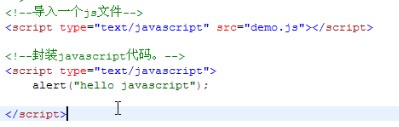 <!--导入一个js文件-->
<script type="text/javascript" src="demo.js"></script>
<!--封装javascript代码。-->
<script type="text/javascript">
alert("hello javascript");
</script>